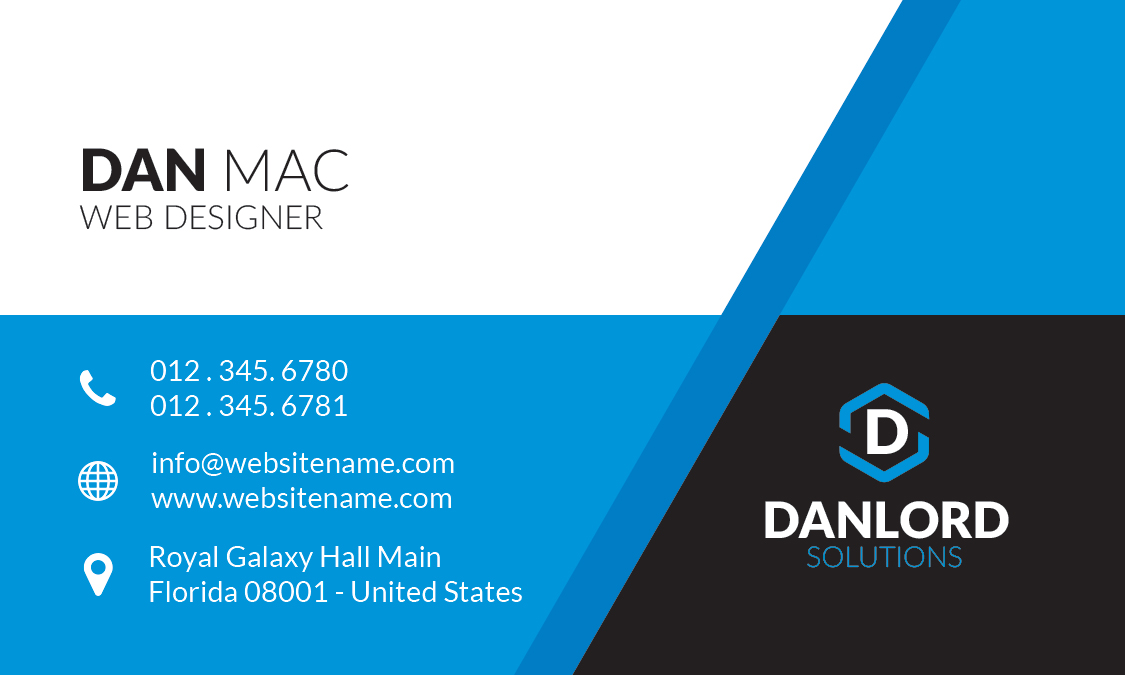 DAN MAC
WEB DESIGNER
012 . 345. 6780
012 . 345. 6781
info@websitename.com
www.websitename.com
Royal Galaxy Hall Main
Florida 08001 - United States
D
DANLORD
SOLUTIONS